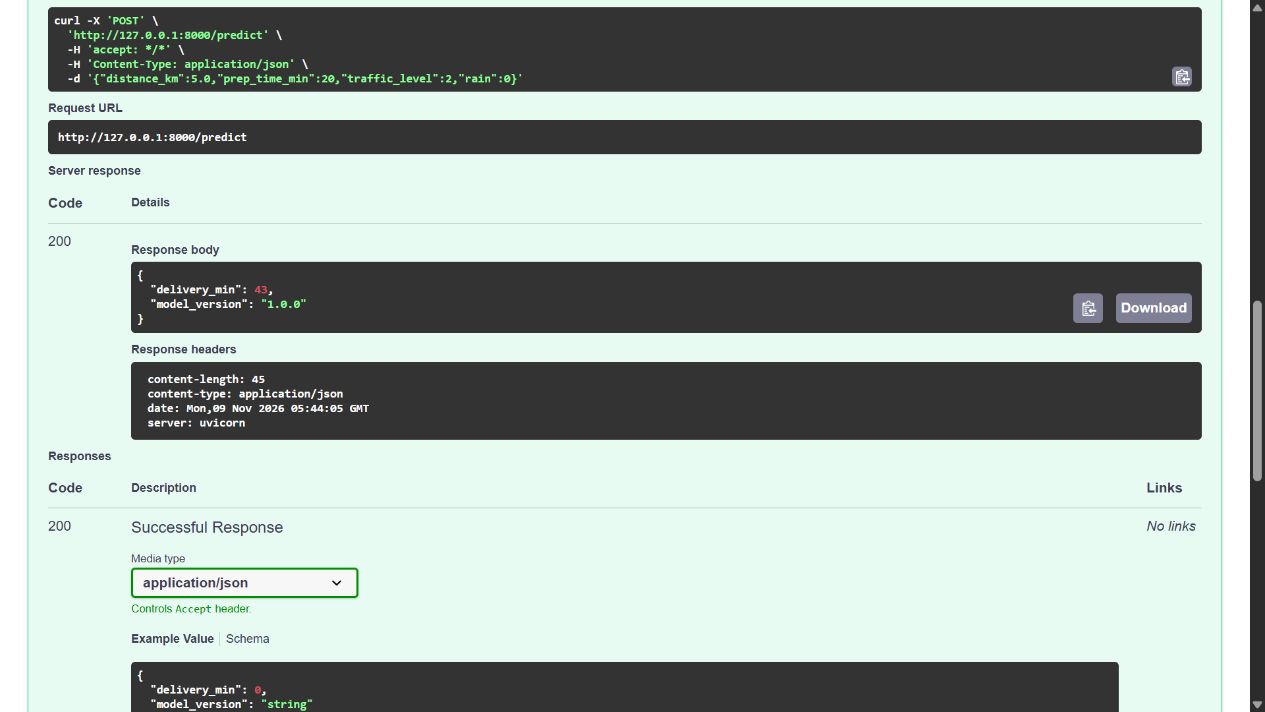 curl -X 'POST' \
  'http://127.0.0.1:8000/predict' \
  -H 'accept: */*' \
  -H 'Content-Type: application/json' \
  -d '{"distance_km":5.0,"prep_time_min":20,"traffic_level":2,"rain":0}'
Request URL
http://127.0.0.1:8000/predict
Server response
Code Details
200
Response body
{
  "delivery_min": 43,
  "model_version": "1.0.0"
}
Download
Response headers
content-length: 45
content-type: application/json
date: Mon,09 Nov 2026 05:44:05 GMT
server: uvicorn
Responses
Code Description Links
200 Successful Response No links
Media type
application/json
Controls Accept header.
Example Value Schema
{
  "delivery_min": 0,
  "model_version": "string"